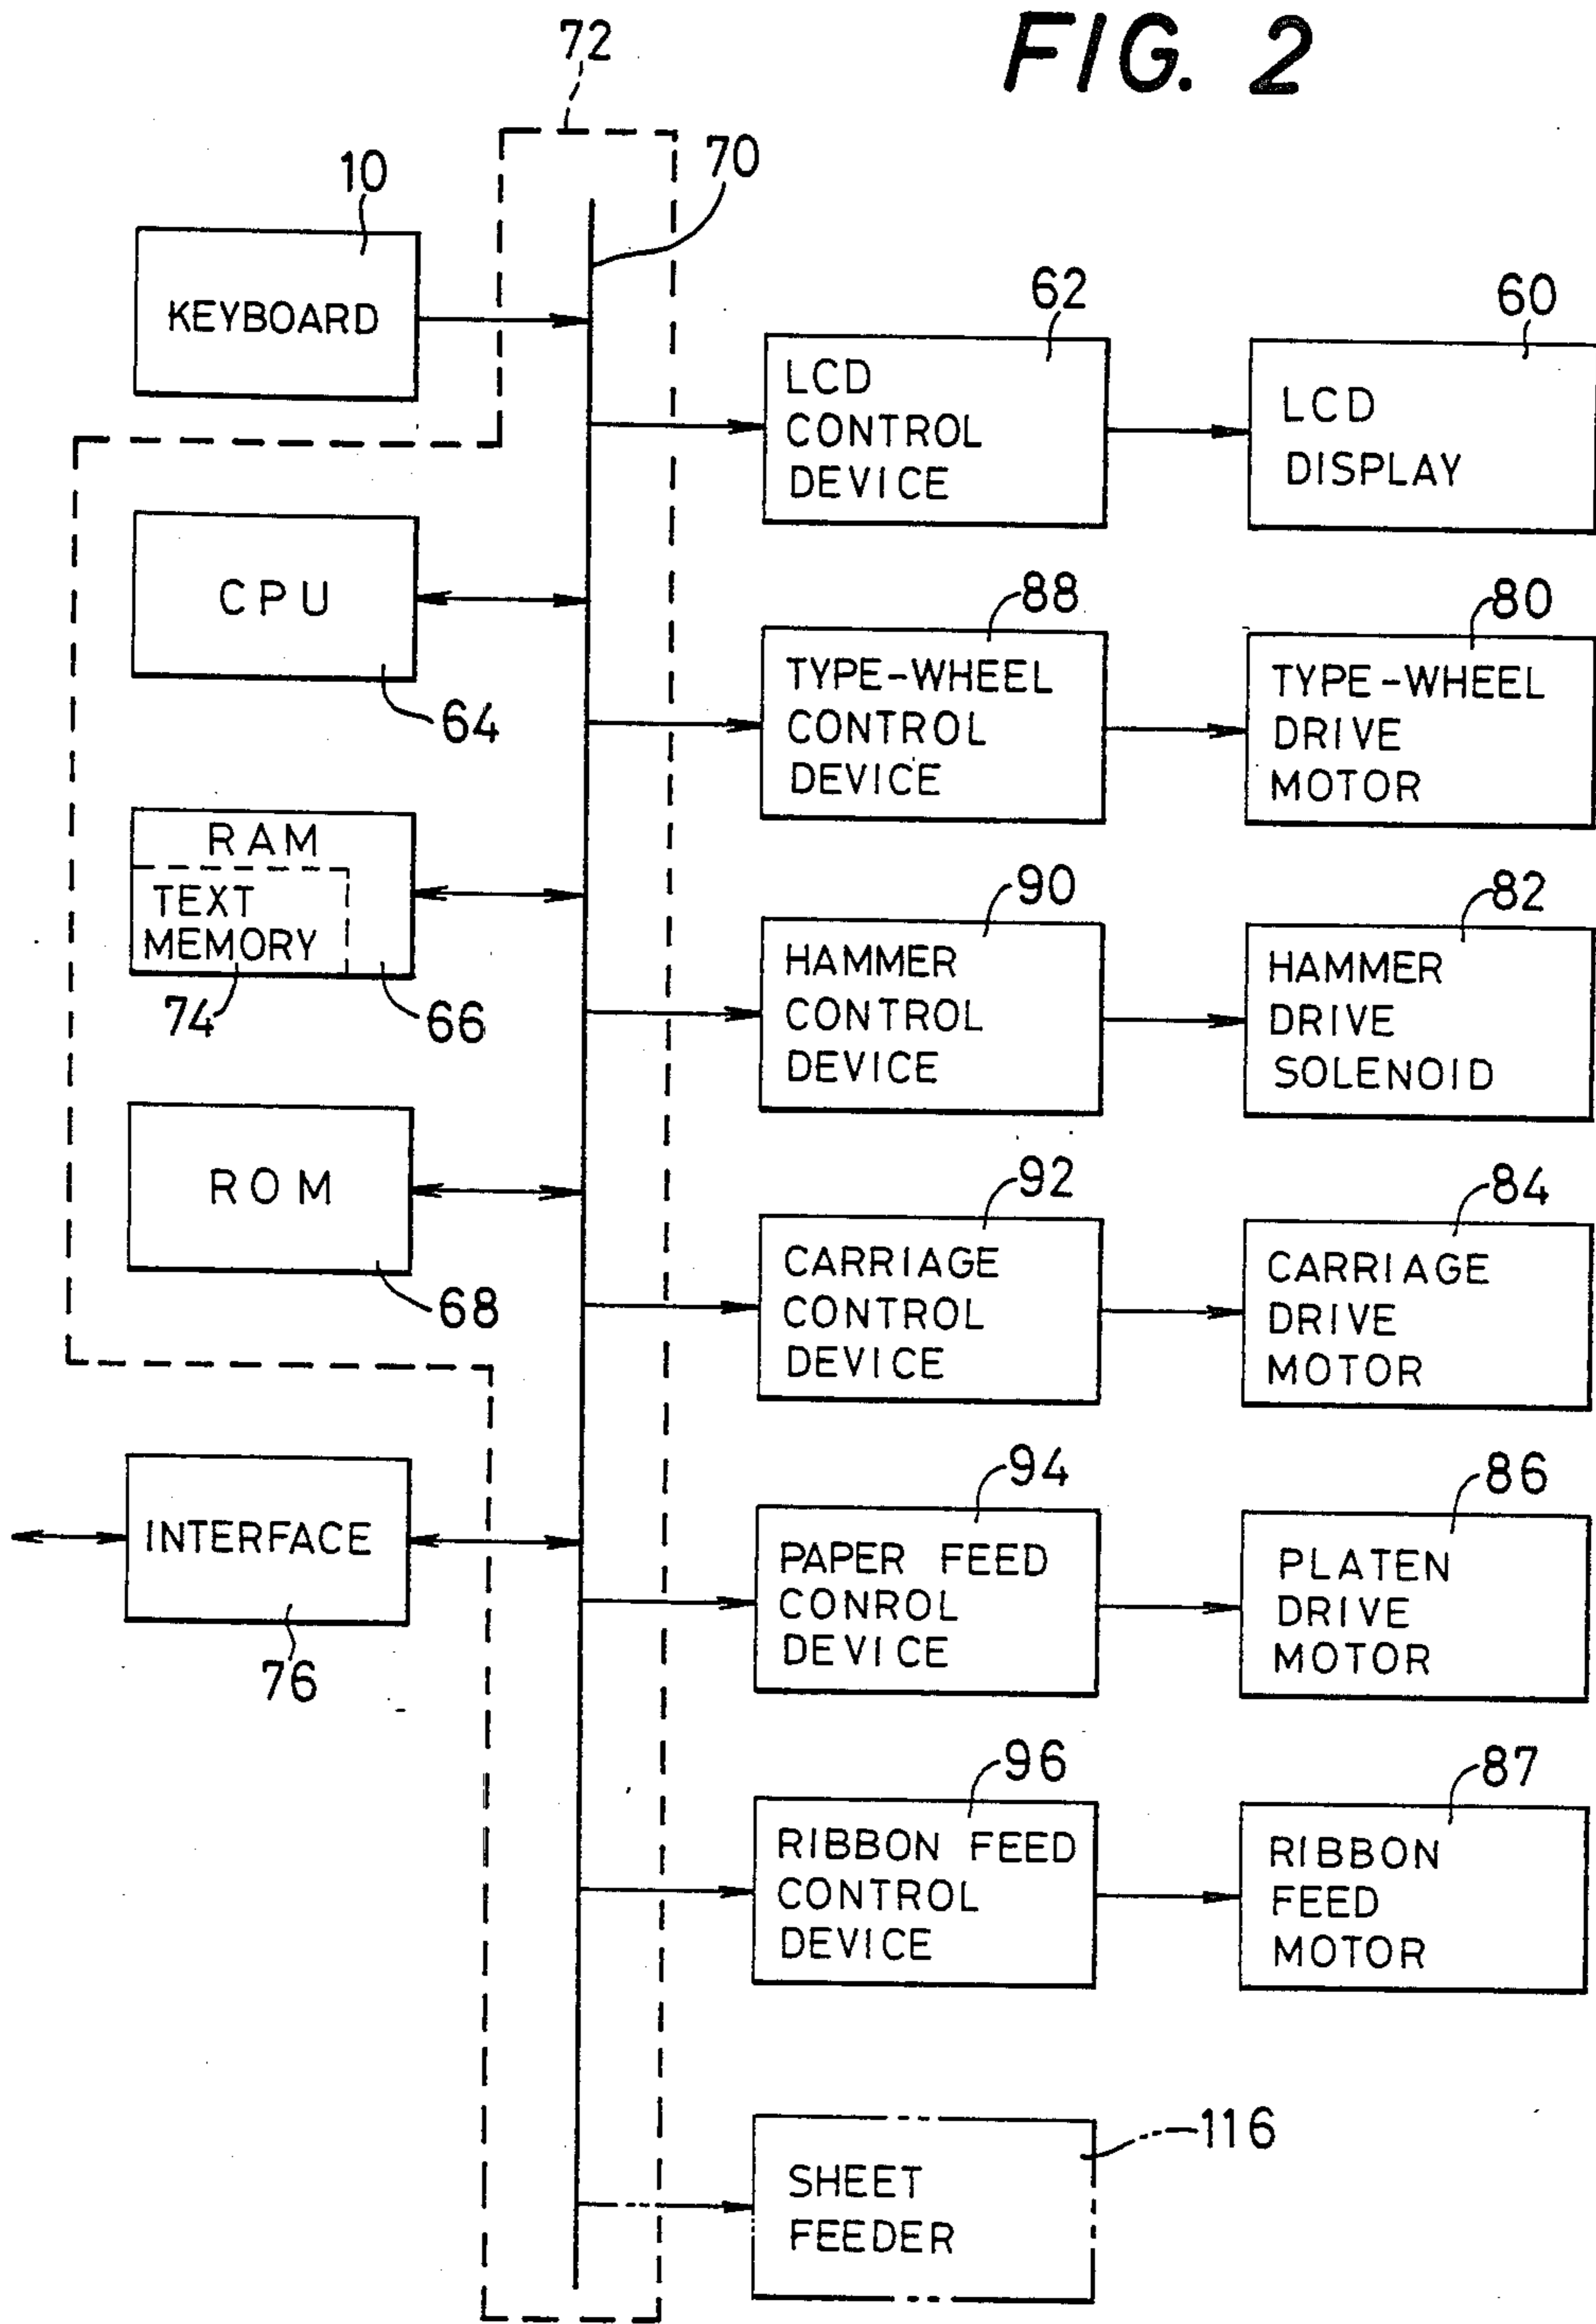 FIG. 2
72
70
10
KEYBOARD
62
LCD
CONTROL
DEVICE
60
LCD
DISPLAY
CPU
64
88
TYPE-WHEEL
CONTROL
DEVICE
80
TYPE-WHEEL
DRIVE
MOTOR
RAM
TEXT
MEMORY
74
66
90
HAMMER
CONTROL
DEVICE
82
HAMMER
DRIVE
SOLENOID
ROM
68
92
CARRIAGE
CONTROL
DEVICE
84
CARRIAGE
DRIVE
MOTOR
INTERFACE
76
94
PAPER FEED
CONROL
DEVICE
86
PLATEN
DRIVE
MOTOR
96
RIBBON FEED
CONTROL
DEVICE
87
RIBBON
FEED
MOTOR
116
SHEET
FEEDER